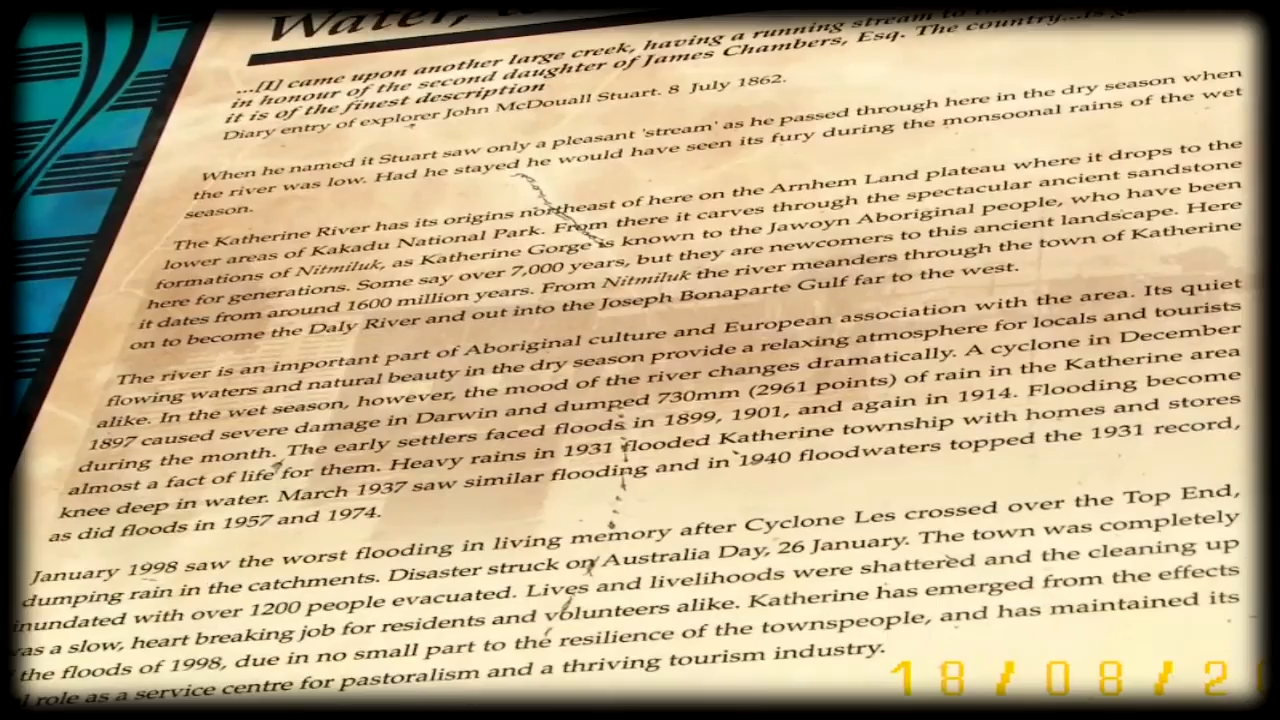 Water,
...[I] came upon another large creek, having a running stream to
in honour of the second daughter of James Chambers, Esq. The country...is
it is of the finest description
Diary entry of explorer John McDouall Stuart. 8 July 1862.
When he named it Stuart saw only a pleasant 'stream' as he passed through here in the dry season when
the river was low. Had he stayed he would have seen its fury during the monsoonal rains of the wet
season.
The Katherine River has its origins northeast of here on the Arnhem Land plateau where it drops to the
lower areas of Kakadu National Park. From there it carves through the spectacular ancient sandstone
formations of Nitmiluk, as Katherine Gorge is known to the Jawoyn Aboriginal people, who have been
here for generations. Some say over 7,000 years, but they are newcomers to this ancient landscape. Here
it dates from around 1600 million years. From Nitmiluk the river meanders through the town of Katherine
on to become the Daly River and out into the Joseph Bonaparte Gulf far to the west.
The river is an important part of Aboriginal culture and European association with the area. Its quiet
flowing waters and natural beauty in the dry season provide a relaxing atmosphere for locals and tourists
alike. In the wet season, however, the mood of the river changes dramatically. A cyclone in December
1897 caused severe damage in Darwin and dumped 730mm (2961 points) of rain in the Katherine area
during the month. The early settlers faced floods in 1899, 1901, and again in 1914. Flooding become
almost a fact of life for them. Heavy rains in 1931 flooded Katherine township with homes and stores
knee deep in water. March 1937 saw similar flooding and in 1940 floodwaters topped the 1931 record,
as did floods in 1957 and 1974.
January 1998 saw the worst flooding in living memory after Cyclone Les crossed over the Top End,
dumping rain in the catchments. Disaster struck on Australia Day, 26 January. The town was completely
inundated with over 1200 people evacuated. Lives and livelihoods were shattered and the cleaning up
was a slow, heart breaking job for residents and volunteers alike. Katherine has emerged from the effects
the floods of 1998, due in no small part to the resilience of the townspeople, and has maintained its
role as a service centre for pastoralism and a thriving tourism industry.
18/08/20